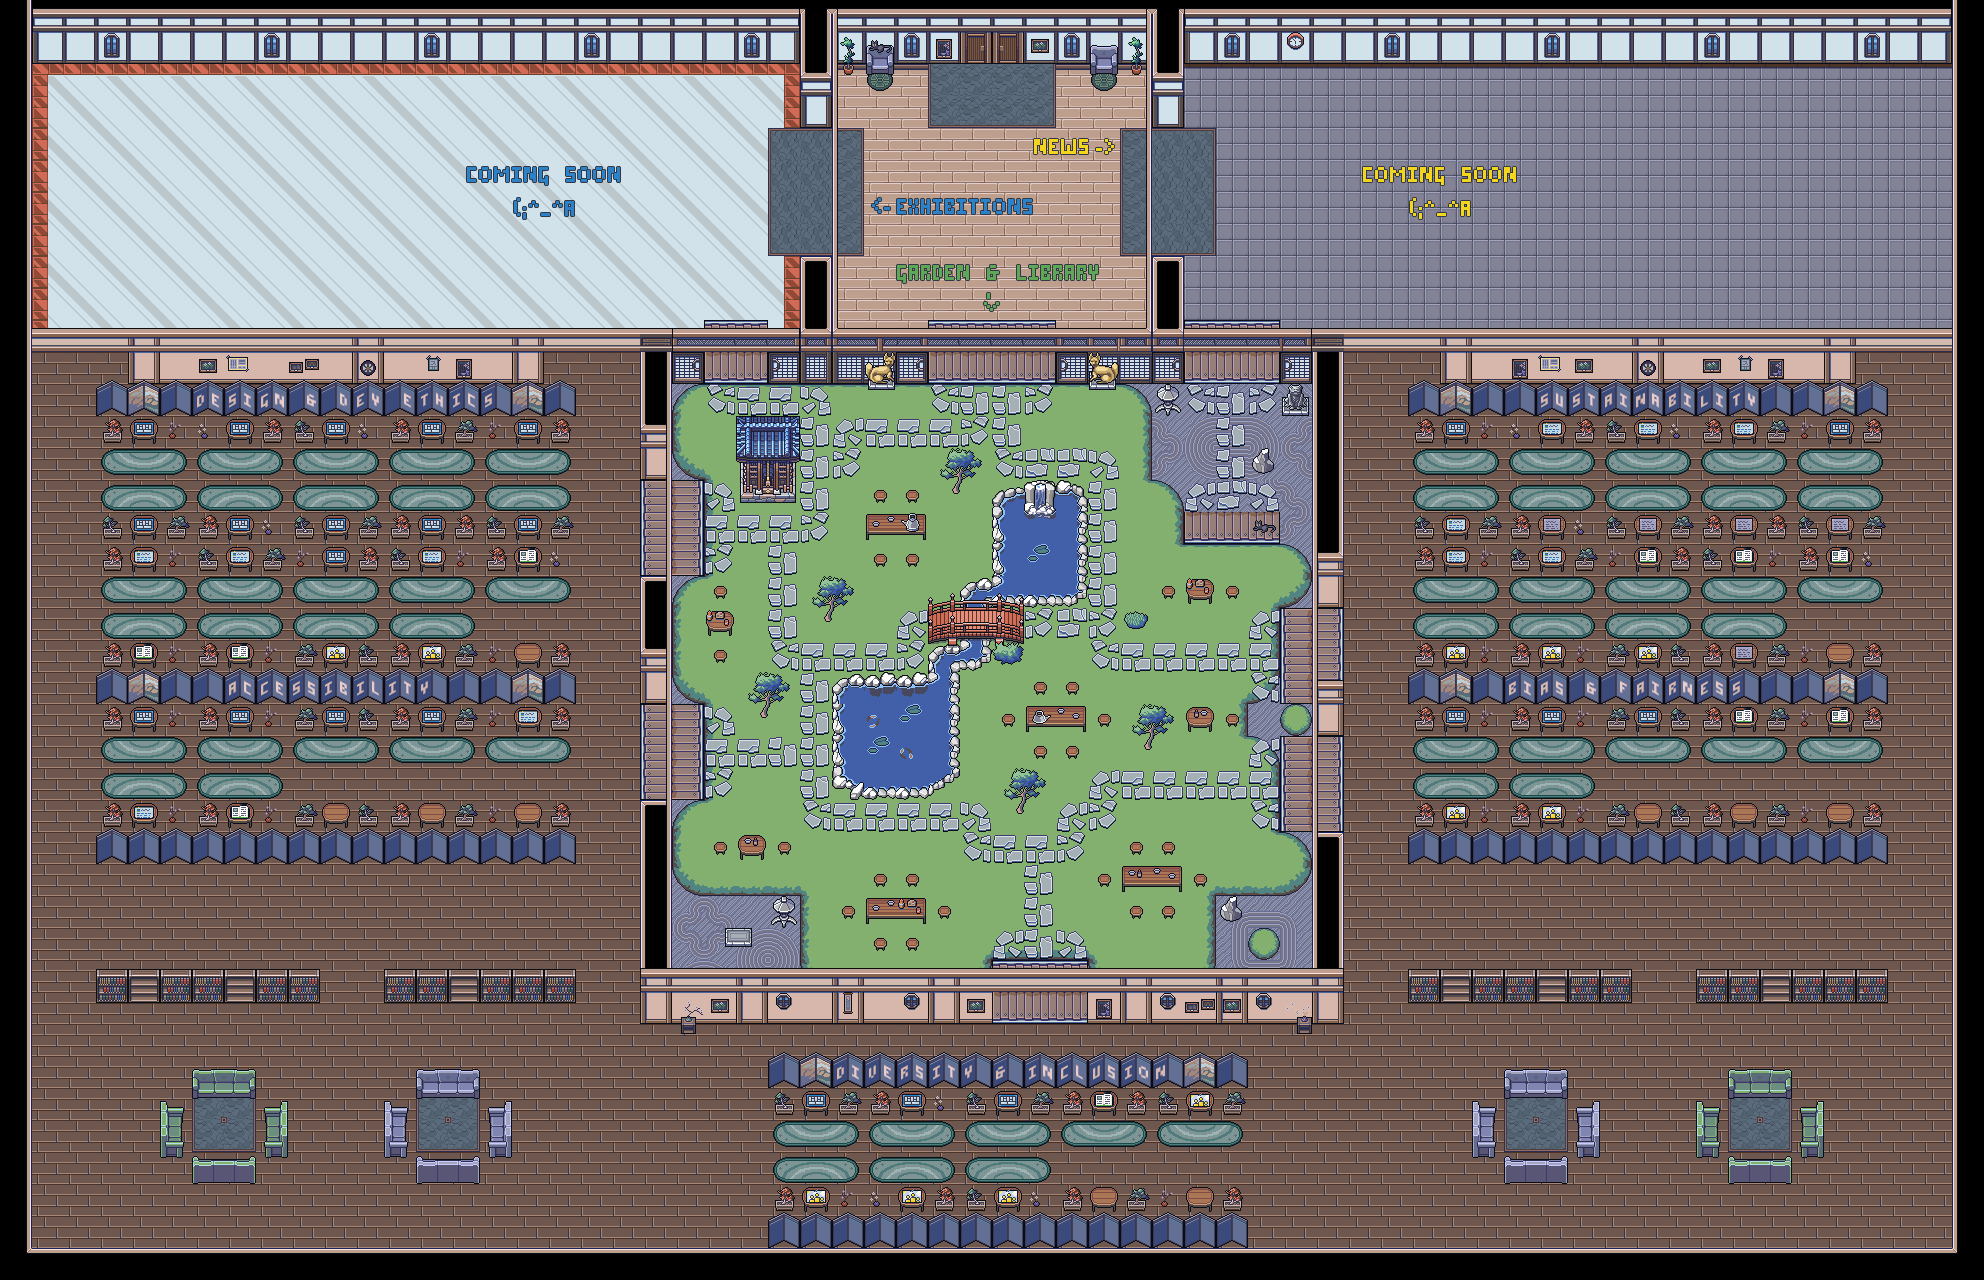 NEWS->
COMING SOON
(;^_^A
<-EXHIBITIONS
COMING SOON
(;^_^A
GARDEN & LIBRARY
DESIGN & DEV ETHICS
SUSTAINABILITY
ACCESSIBILITY
BIAS & FAIRNESS
DIVERSITY & INCLUSION